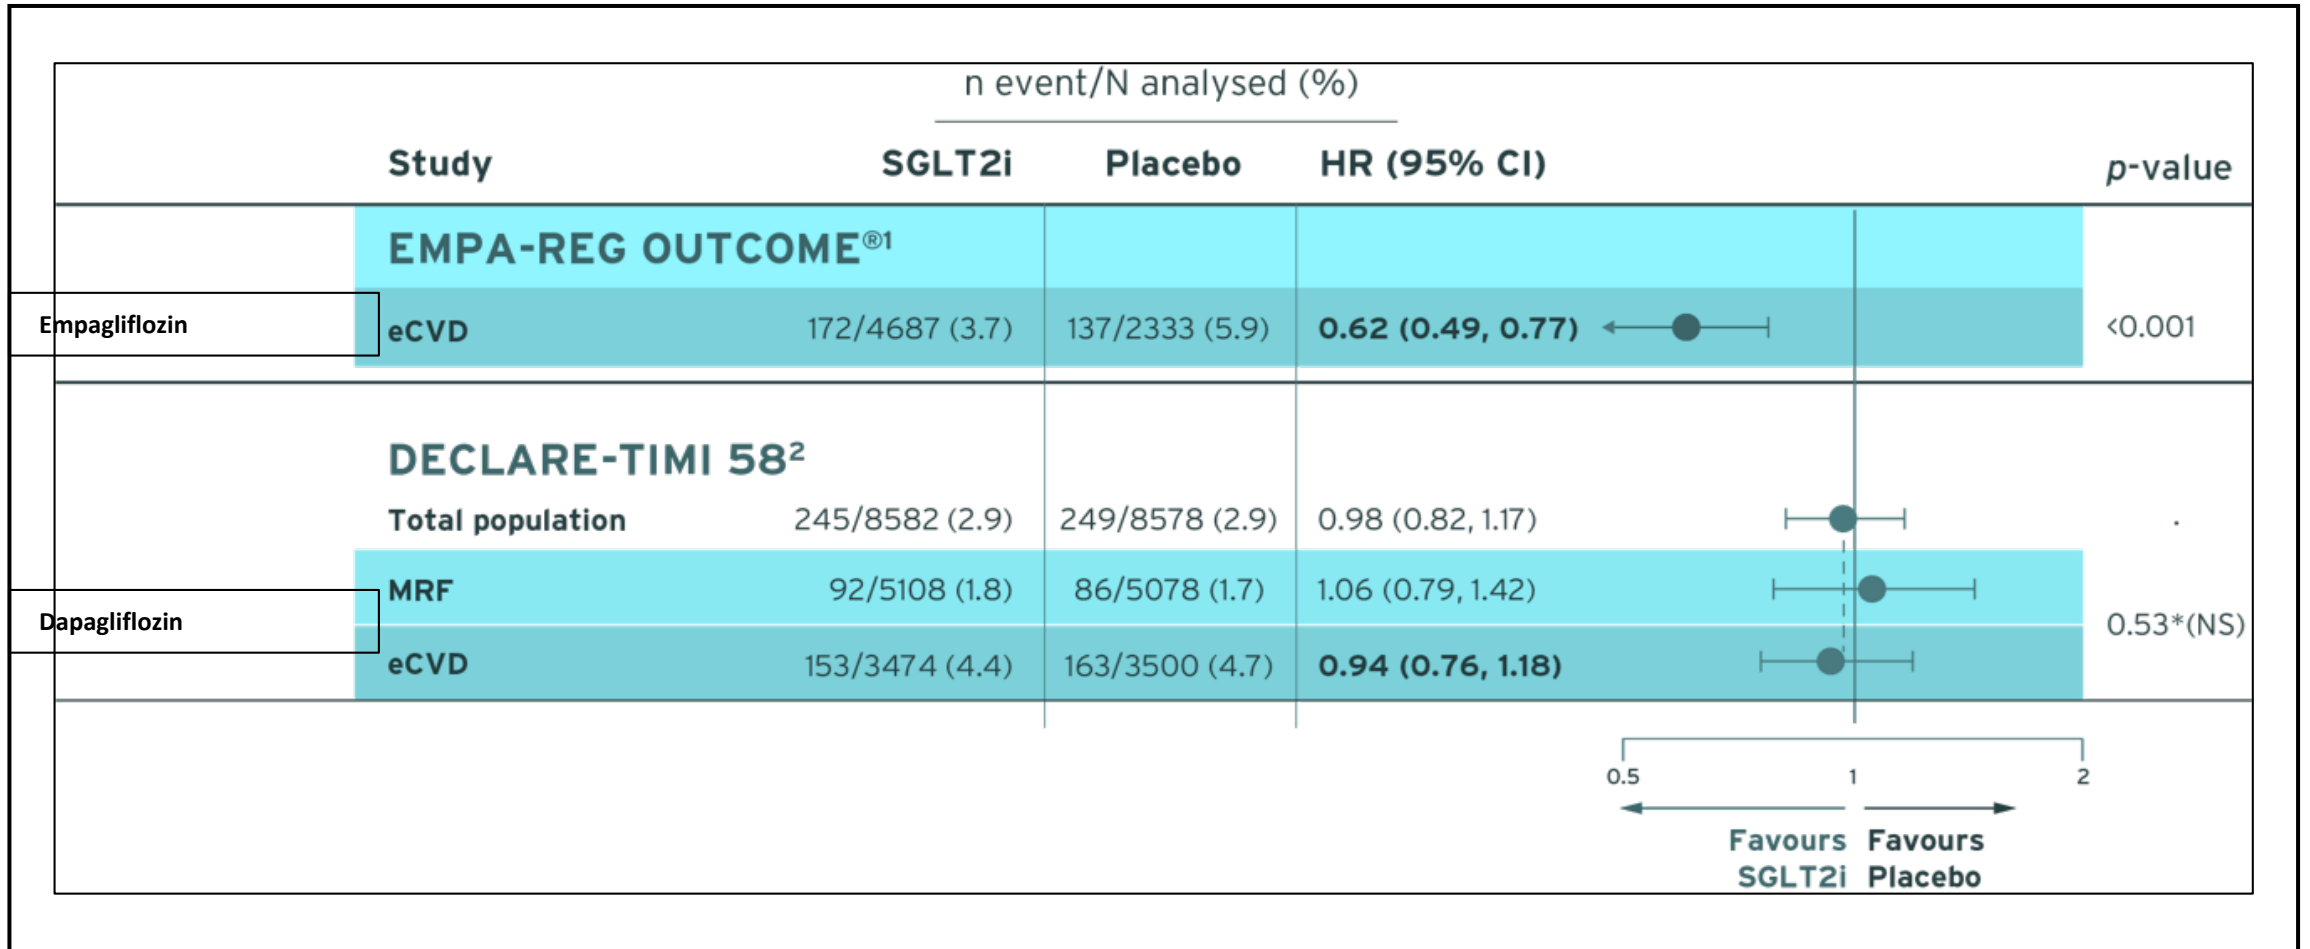 n event/N analysed (%)
Study SGLT2i Placebo HR (95% CI) p-value
EMPA-REG OUTCOME®1
Empagliflozin
eCVD 172/4687 (3.7) 137/2333 (5.9) 0.62 (0.49, 0.77) <0.001
DECLARE-TIMI 58²
Total population 245/8582 (2.9) 249/8578 (2.9) 0.98 (0.82, 1.17) .
MRF 92/5108 (1.8) 86/5078 (1.7) 1.06 (0.79, 1.42)
Dapagliflozin 0.53*(NS)
eCVD 153/3474 (4.4) 163/3500 (4.7) 0.94 (0.76, 1.18)
0.5 1 2
Favours Favours
SGLT2i Placebo